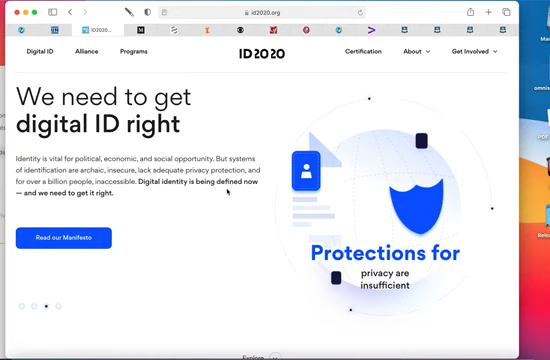 id2020.org
ID2020...
Digital ID
Alliance
Programs
ID2020
Certification
About
Get Involved
We need to get
digital ID right
Identity is vital for political, economic, and social opportunity. But systems
of identification are archaic, insecure, lack adequate privacy protection, and
for over a billion people, inaccessible. Digital identity is being defined now
— and we need to get it right.
Read our Manifesto
Protections for
privacy are
insufficient
Explore